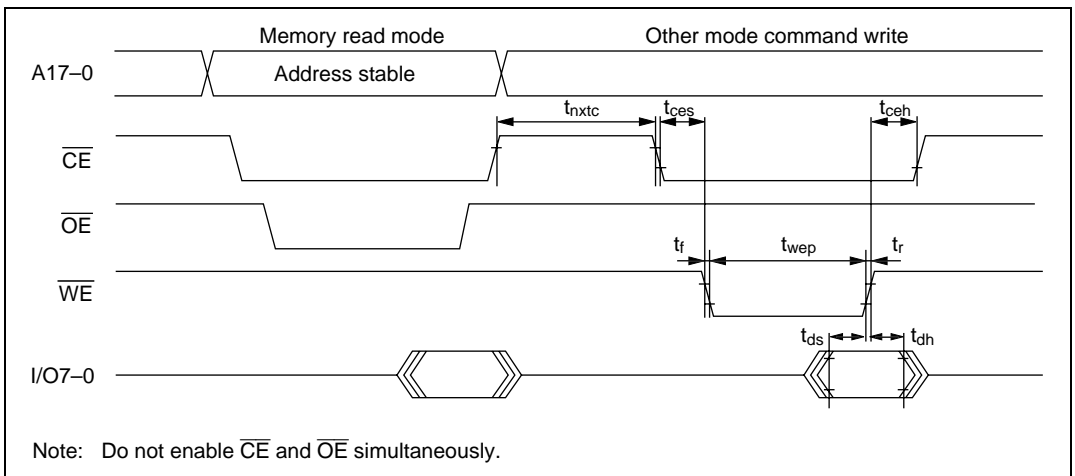 Memory read mode
Other mode command write
A17–0
Address stable
tnxtc
tces
tceh
CE
OE
tf
twep
tr
WE
tds
tdh
I/O7–0
Note: Do not enable CE and OE simultaneously.